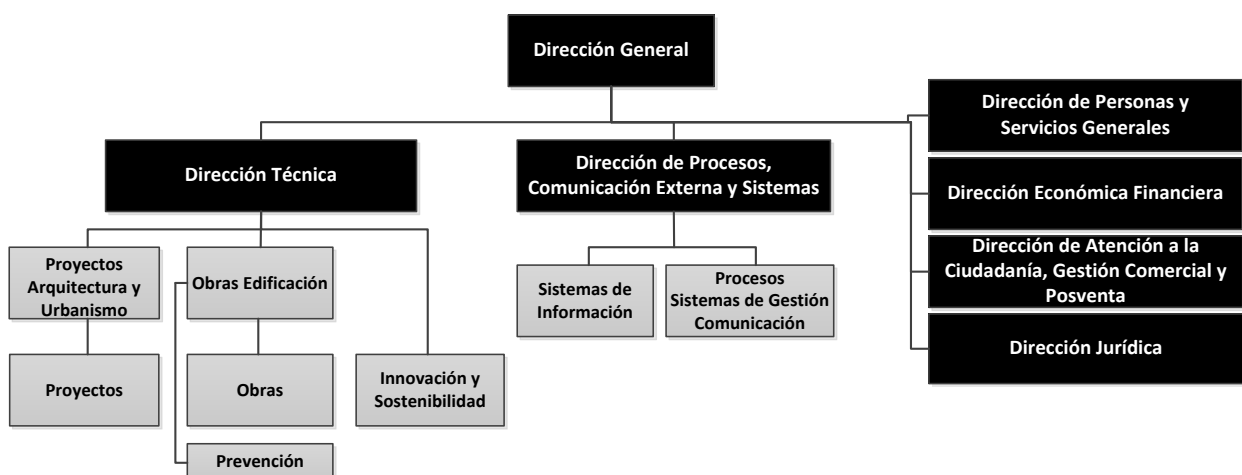 Dirección General
Dirección de Personas y
Servicios Generales
Dirección Técnica
Dirección de Procesos,
Comunicación Externa y Sistemas
Dirección Económica Financiera
Dirección de Atención a la
Ciudadanía, Gestión Comercial y
Posventa
Dirección Jurídica
Proyectos
Arquitectura y
Urbanismo
Obras Edificación
Sistemas de
Información
Procesos
Sistemas de Gestión
Comunicación
Proyectos
Obras
Innovación y
Sostenibilidad
Prevención